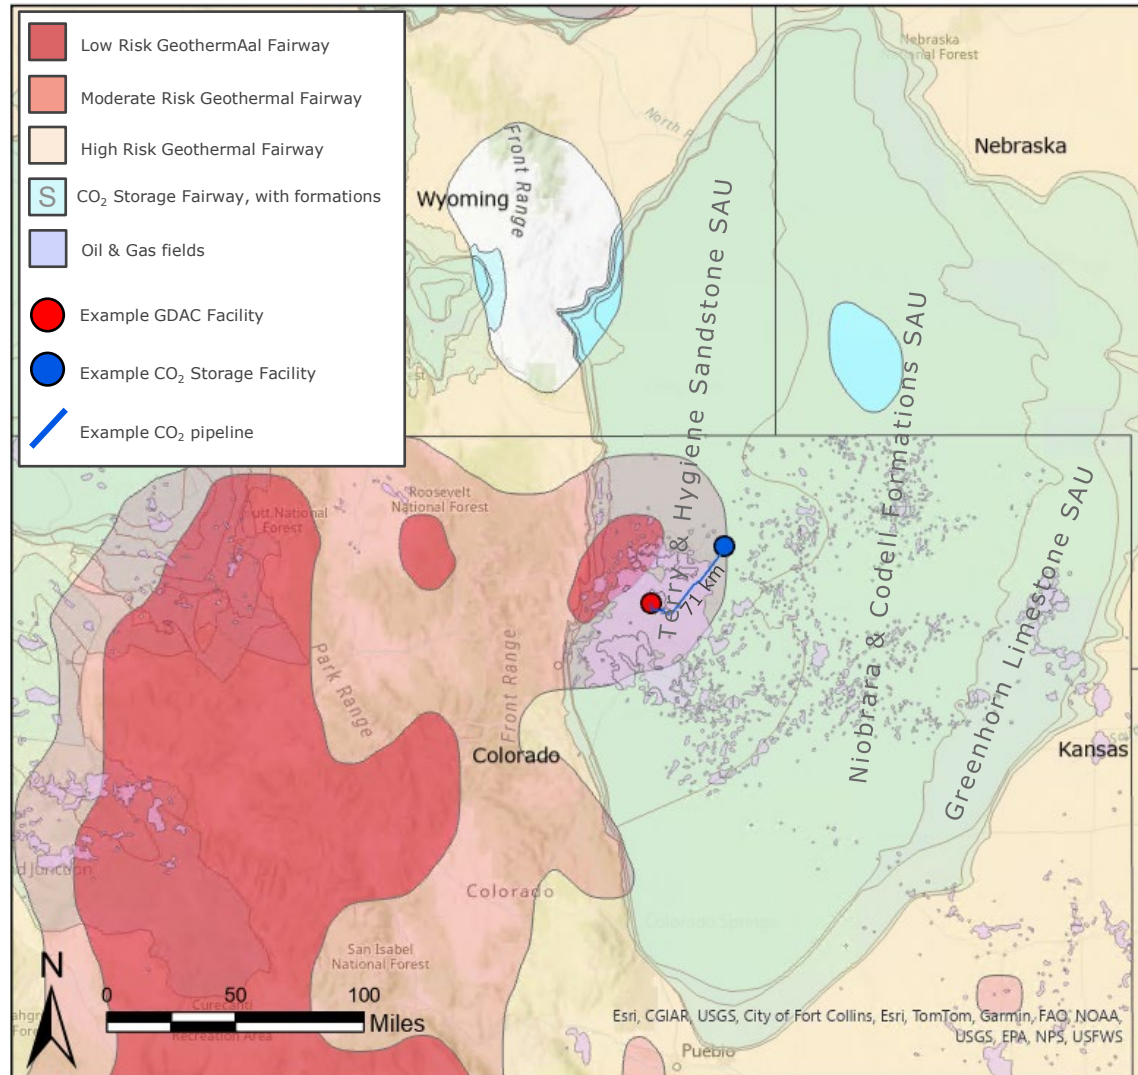 Low Risk GeothermAal Fairway
Moderate Risk Geothermal Fairway
High Risk Geothermal Fairway
S
CO₂ Storage Fairway, with formations
Oil & Gas fields
Example GDAC Facility
Example CO₂ Storage Facility
Example CO₂ pipeline
Nebraska
National Forest
Nebraska
North P
Front Range
Wyoming
Terry & Hygiene Sandstone SAU
Niobrara & Codell Formations SAU
Greenhorn Limestone SAU
Roosevelt
National Forest
utt National
Forest
71 km
Park Range
Front Range
Colorado
Kansas
nd Junction
Colorado
Colorado Springs
San Isabel
National Forest
N
0 50 100
Miles
Curecanti
Recreation Area
Pueblo
Esri, CGIAR, USGS, City of Fort Collins, Esri, TomTom, Garmin, FAO, NOAA,
USGS, EPA, NPS, USFWS